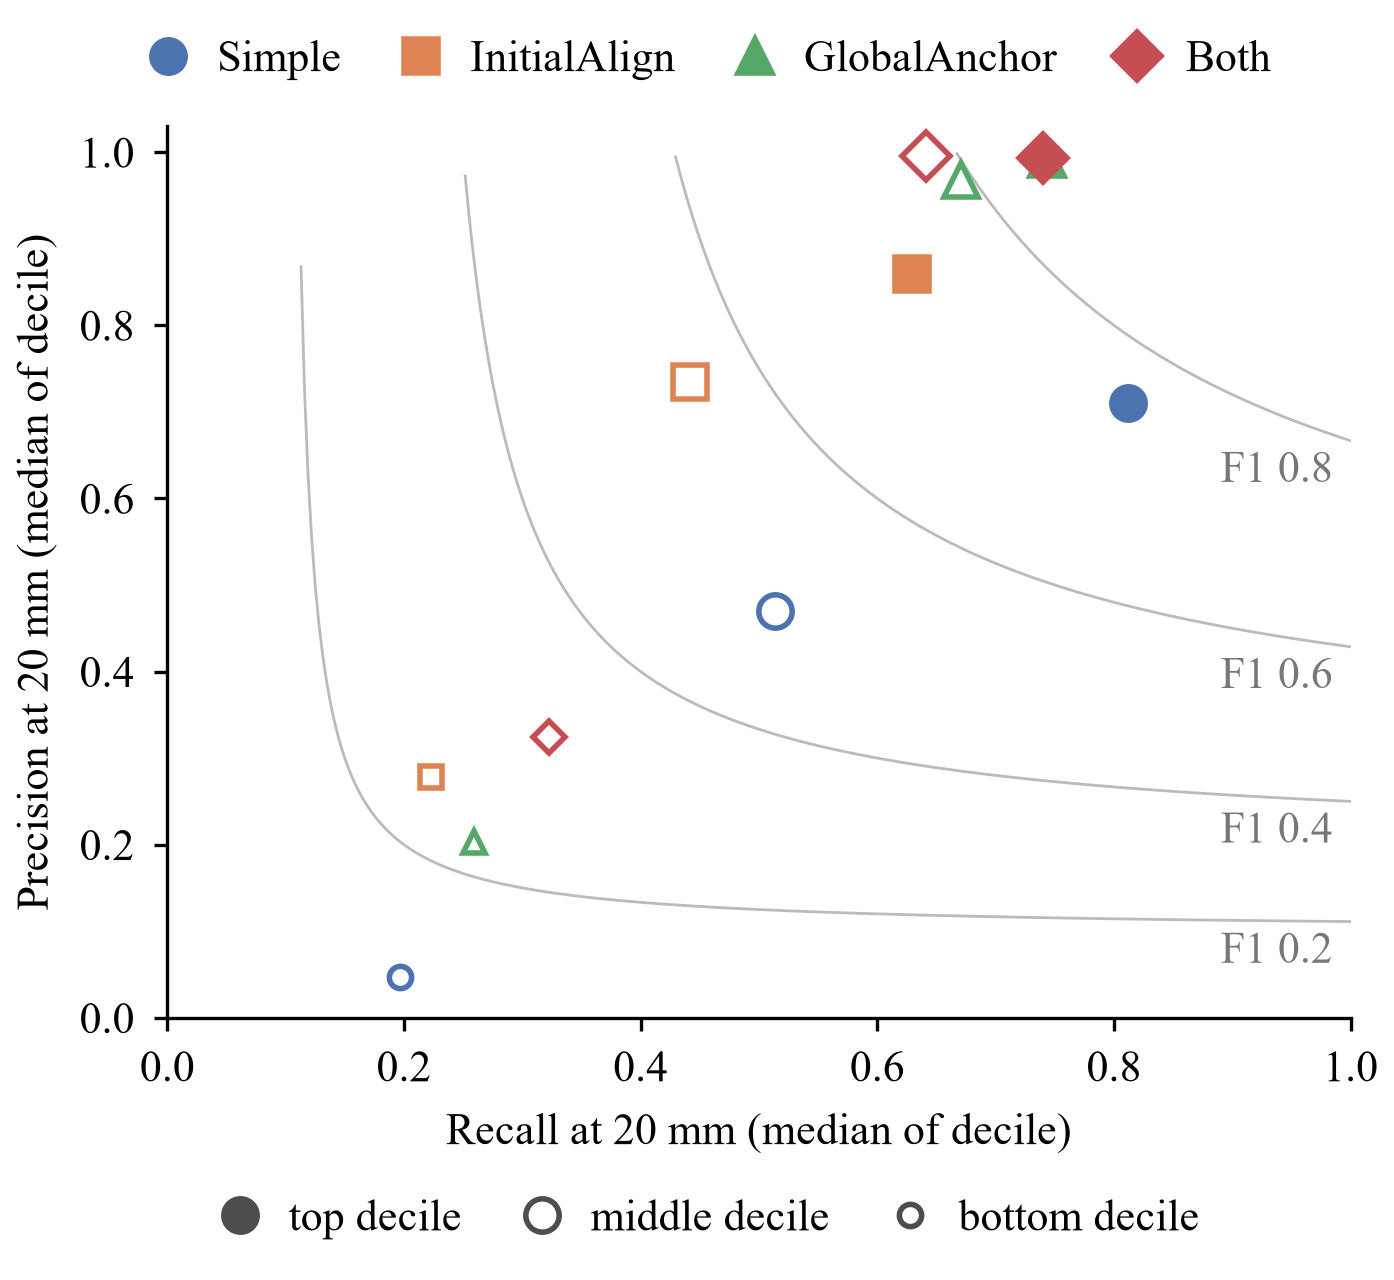 Simple InitialAlign GlobalAnchor Both
Precision at 20 mm (median of decile)
1.0
0.8
0.6
0.4
0.2
0.0
F1 0.8
F1 0.6
F1 0.4
F1 0.2
0.0 0.2 0.4 0.6 0.8 1.0
Recall at 20 mm (median of decile)
top decile middle decile bottom decile